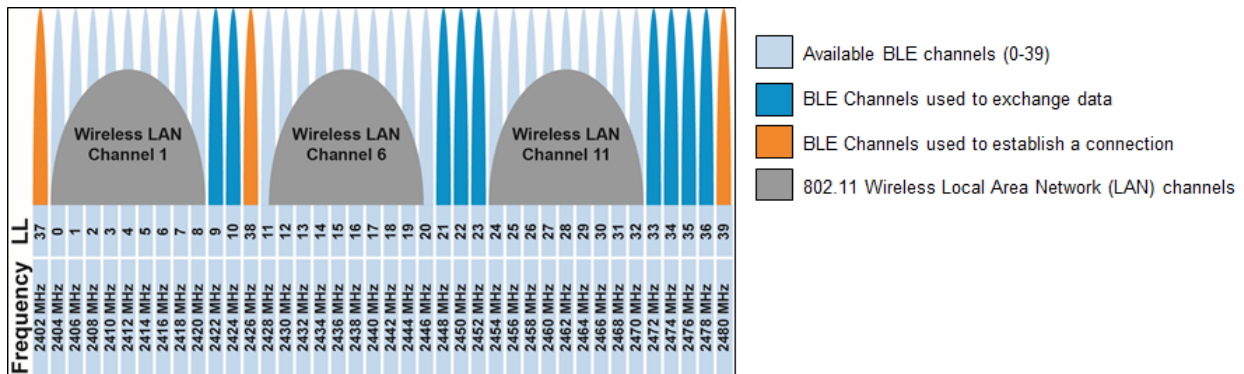 Wireless LAN
Channel 1
Wireless LAN
Channel 6
Wireless LAN
Channel 11
LL 37 0 1 2 3 4 5 6 7 8 9 10 38 11 12 13 14 15 16 17 18 19 20 21 22 23 24 25 26 27 28 29 30 31 32 33 34 35 36 39
Frequency 2402 MHz 2404 MHz 2406 MHz 2408 MHz 2410 MHz 2412 MHz 2414 MHz 2416 MHz 2418 MHz 2420 MHz 2422 MHz 2424 MHz 2426 MHz 2428 MHz 2430 MHz 2432 MHz 2434 MHz 2436 MHz 2438 MHz 2440 MHz 2442 MHz 2444 MHz 2446 MHz 2448 MHz 2450 MHz 2452 MHz 2454 MHz 2456 MHz 2458 MHz 2460 MHz 2462 MHz 2464 MHz 2466 MHz 2468 MHz 2470 MHz 2472 MHz 2474 MHz 2476 MHz 2478 MHz 2480 MHz
Available BLE channels (0-39)
BLE Channels used to exchange data
BLE Channels used to establish a connection
802.11 Wireless Local Area Network (LAN) channels